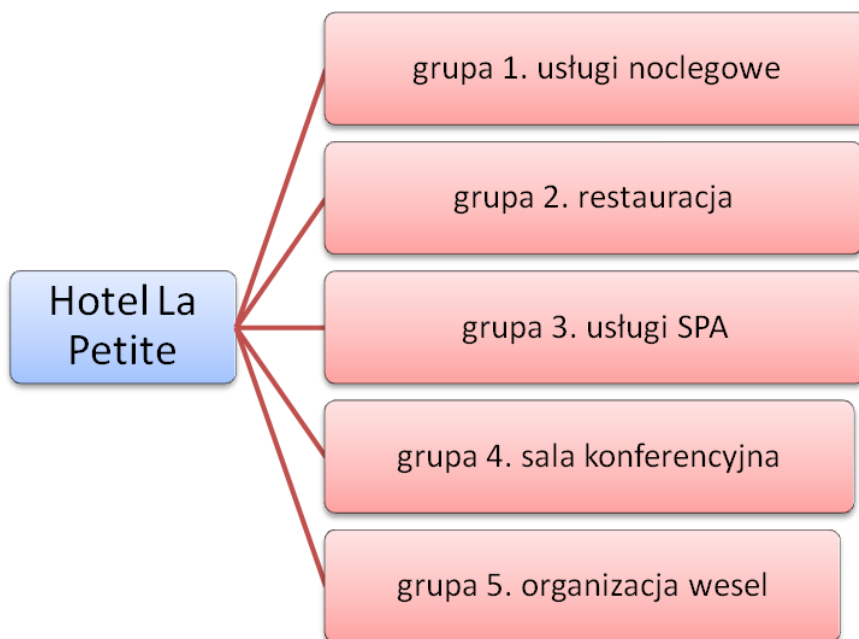 grupa 1. usługi noclegowe
grupa 2. restauracja
Hotel La
Petite
grupa 3. usługi SPA
grupa 4. sala konferencyjna
grupa 5. organizacja wesel